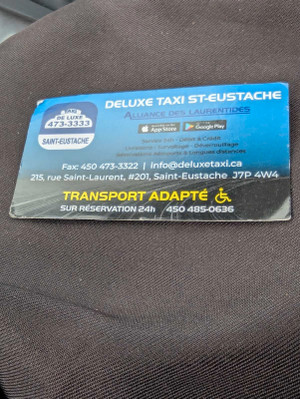 DELUXE TAXI ST-EUSTACHE
TAXI
DE LUXE
473-3333
SAINT-EUSTACHE
ALLIANCE DES LAURENTIDES
App Store
Google Play
Fax: 450 473-3322 | info@deluxetaxi.ca
215, rue Saint-Laurent, #201, Saint-Eustache J7P 4W4
TRANSPORT ADAPTÉ
SUR RÉSERVATION 24h 450 485-0636